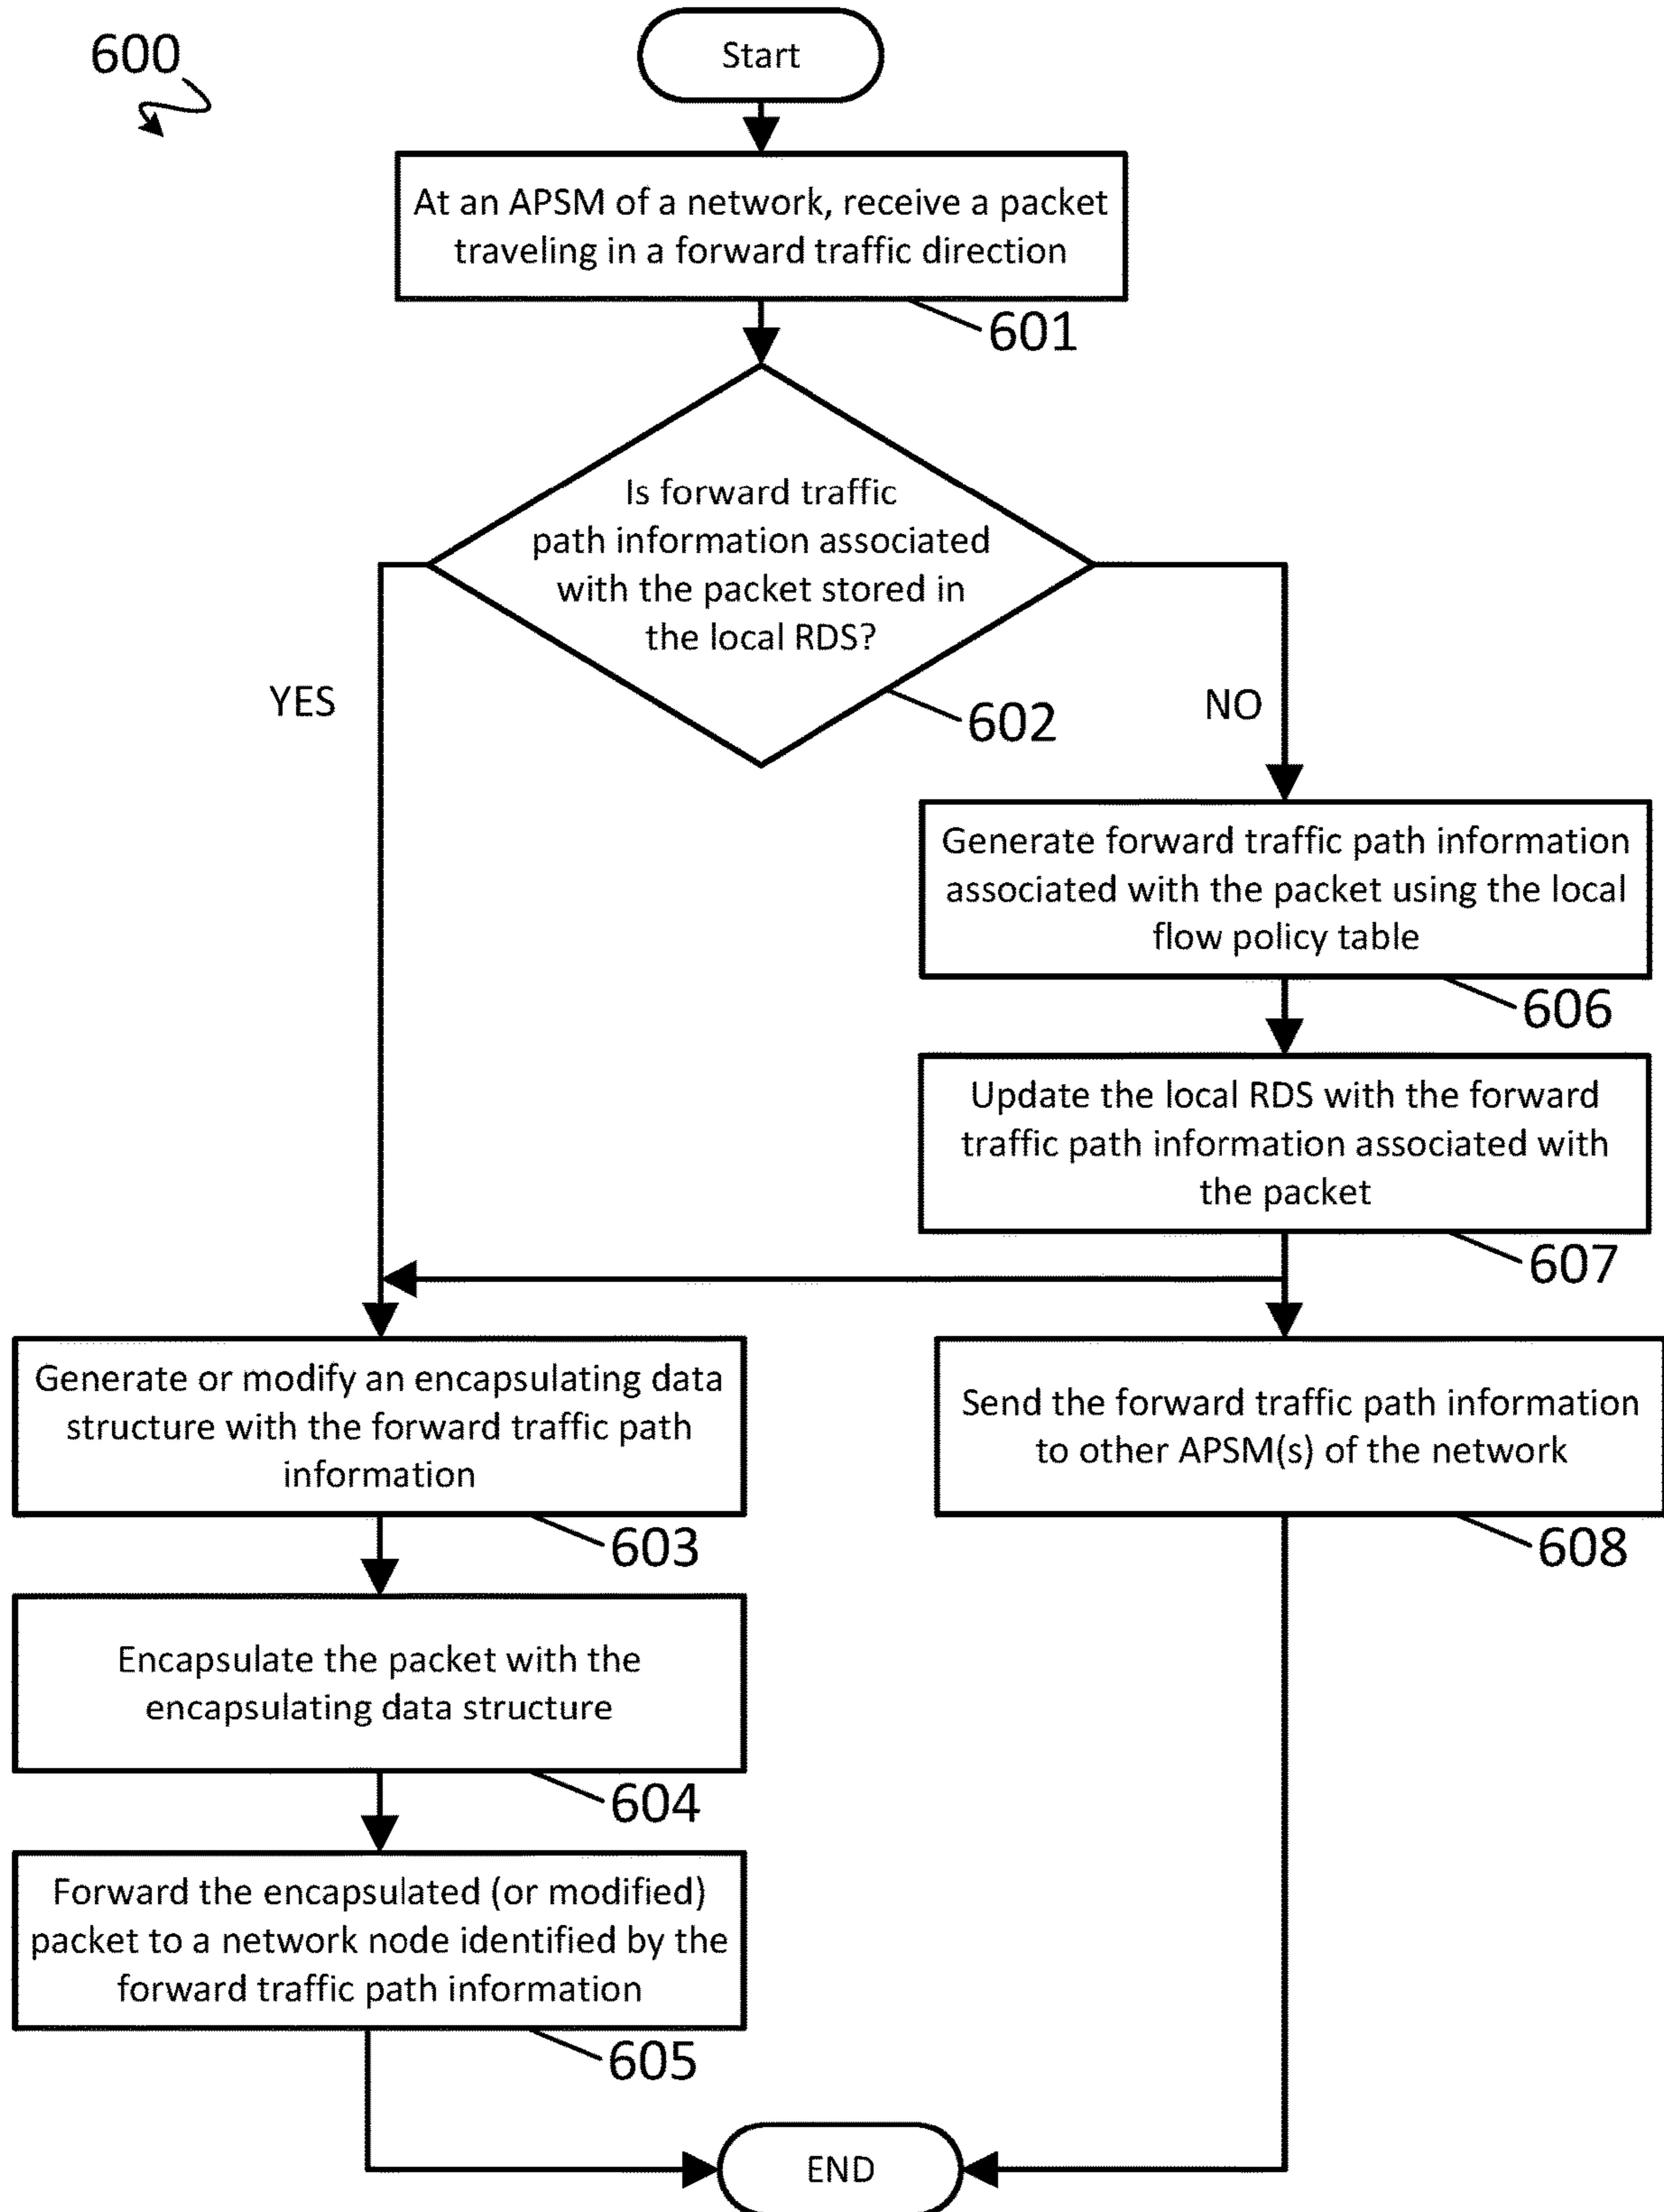 600
Start
At an APSM of a network, receive a packet
traveling in a forward traffic direction
601
Is forward traffic
path information associated
with the packet stored in
the local RDS?
602
YES
NO
Generate forward traffic path information
associated with the packet using the local
flow policy table
606
Update the local RDS with the forward
traffic path information associated with
the packet
607
Generate or modify an encapsulating data
structure with the forward traffic path
information
603
Send the forward traffic path information
to other APSM(s) of the network
608
Encapsulate the packet with the
encapsulating data structure
604
Forward the encapsulated (or modified)
packet to a network node identified by the
forward traffic path information
605
END